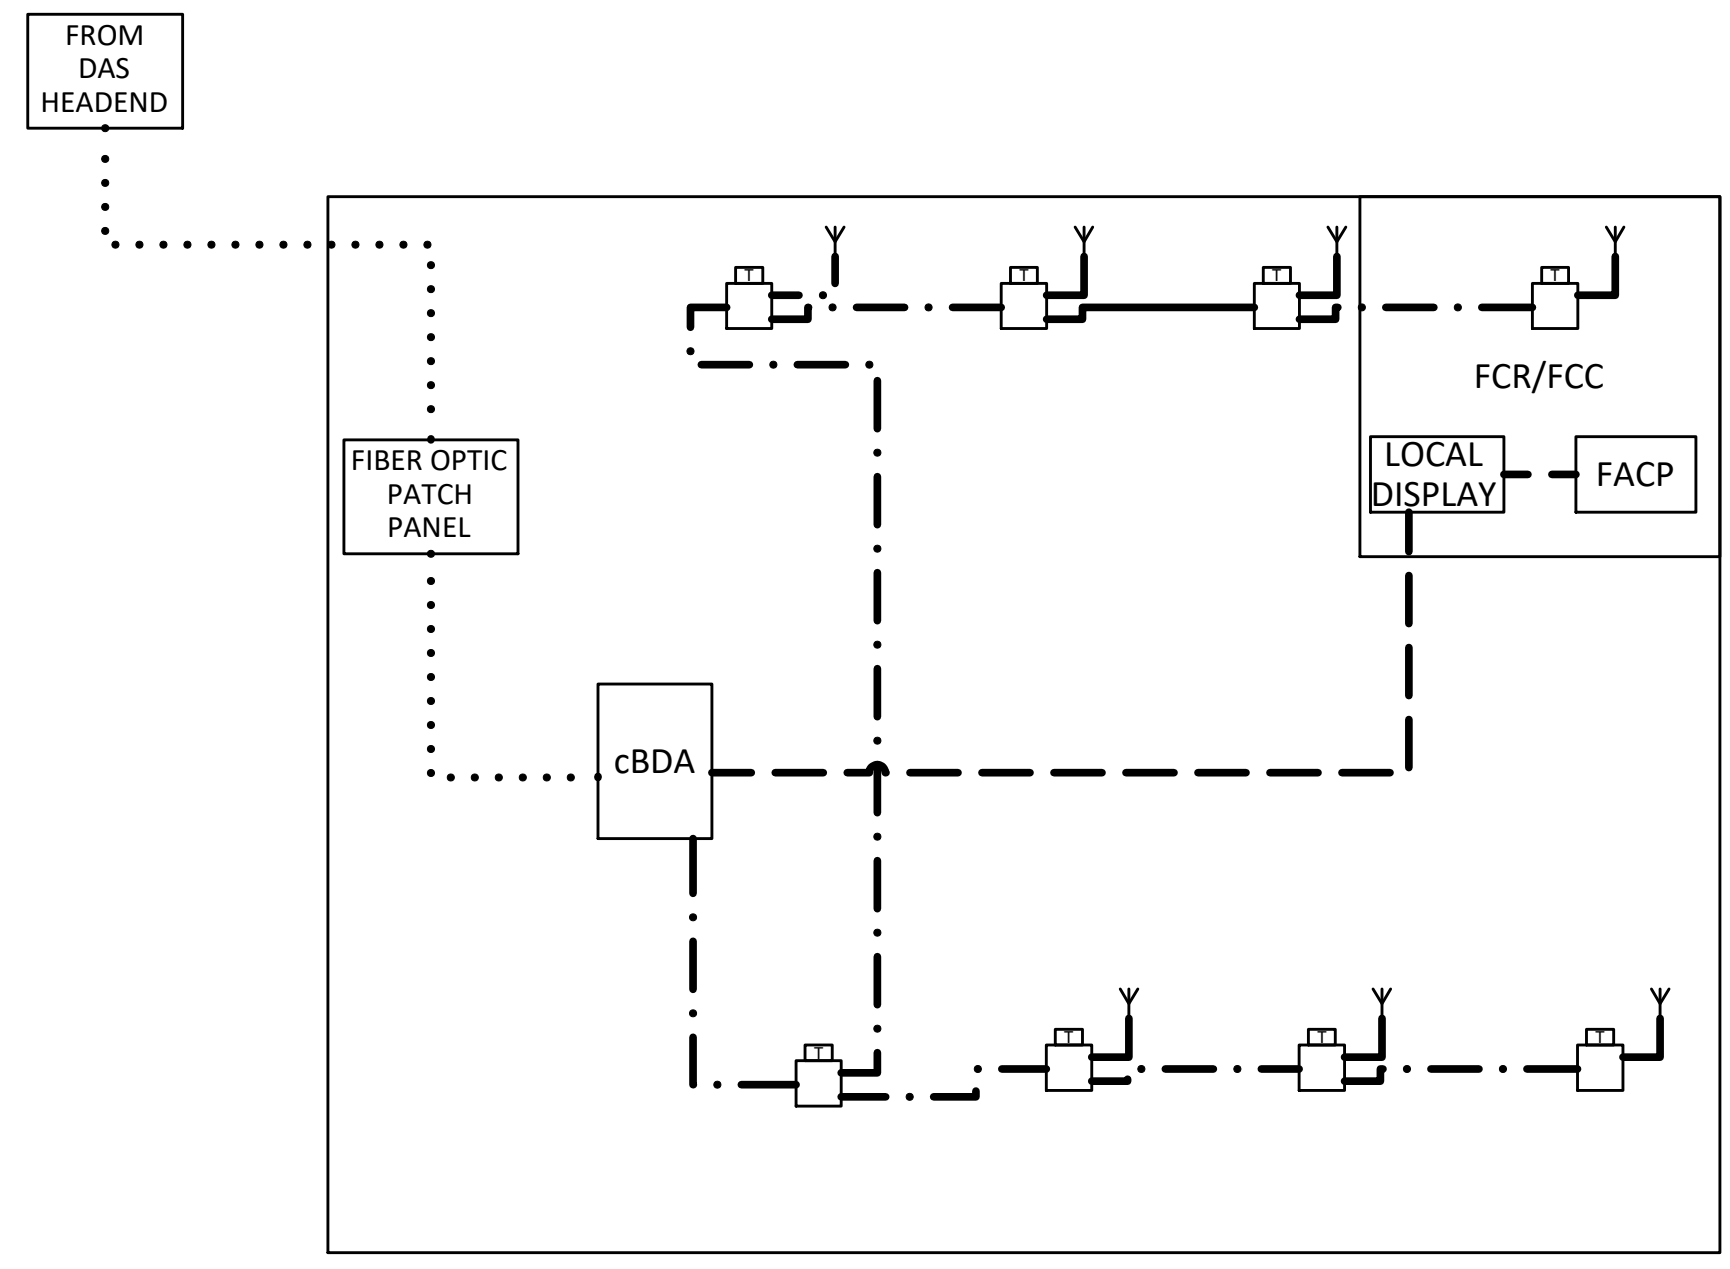 FROM
DAS
HEADEND
T
T
T
T
FCR/FCC
FIBER OPTIC
PATCH
PANEL
LOCAL
DISPLAY
FACP
cBDA
T
T
T
T